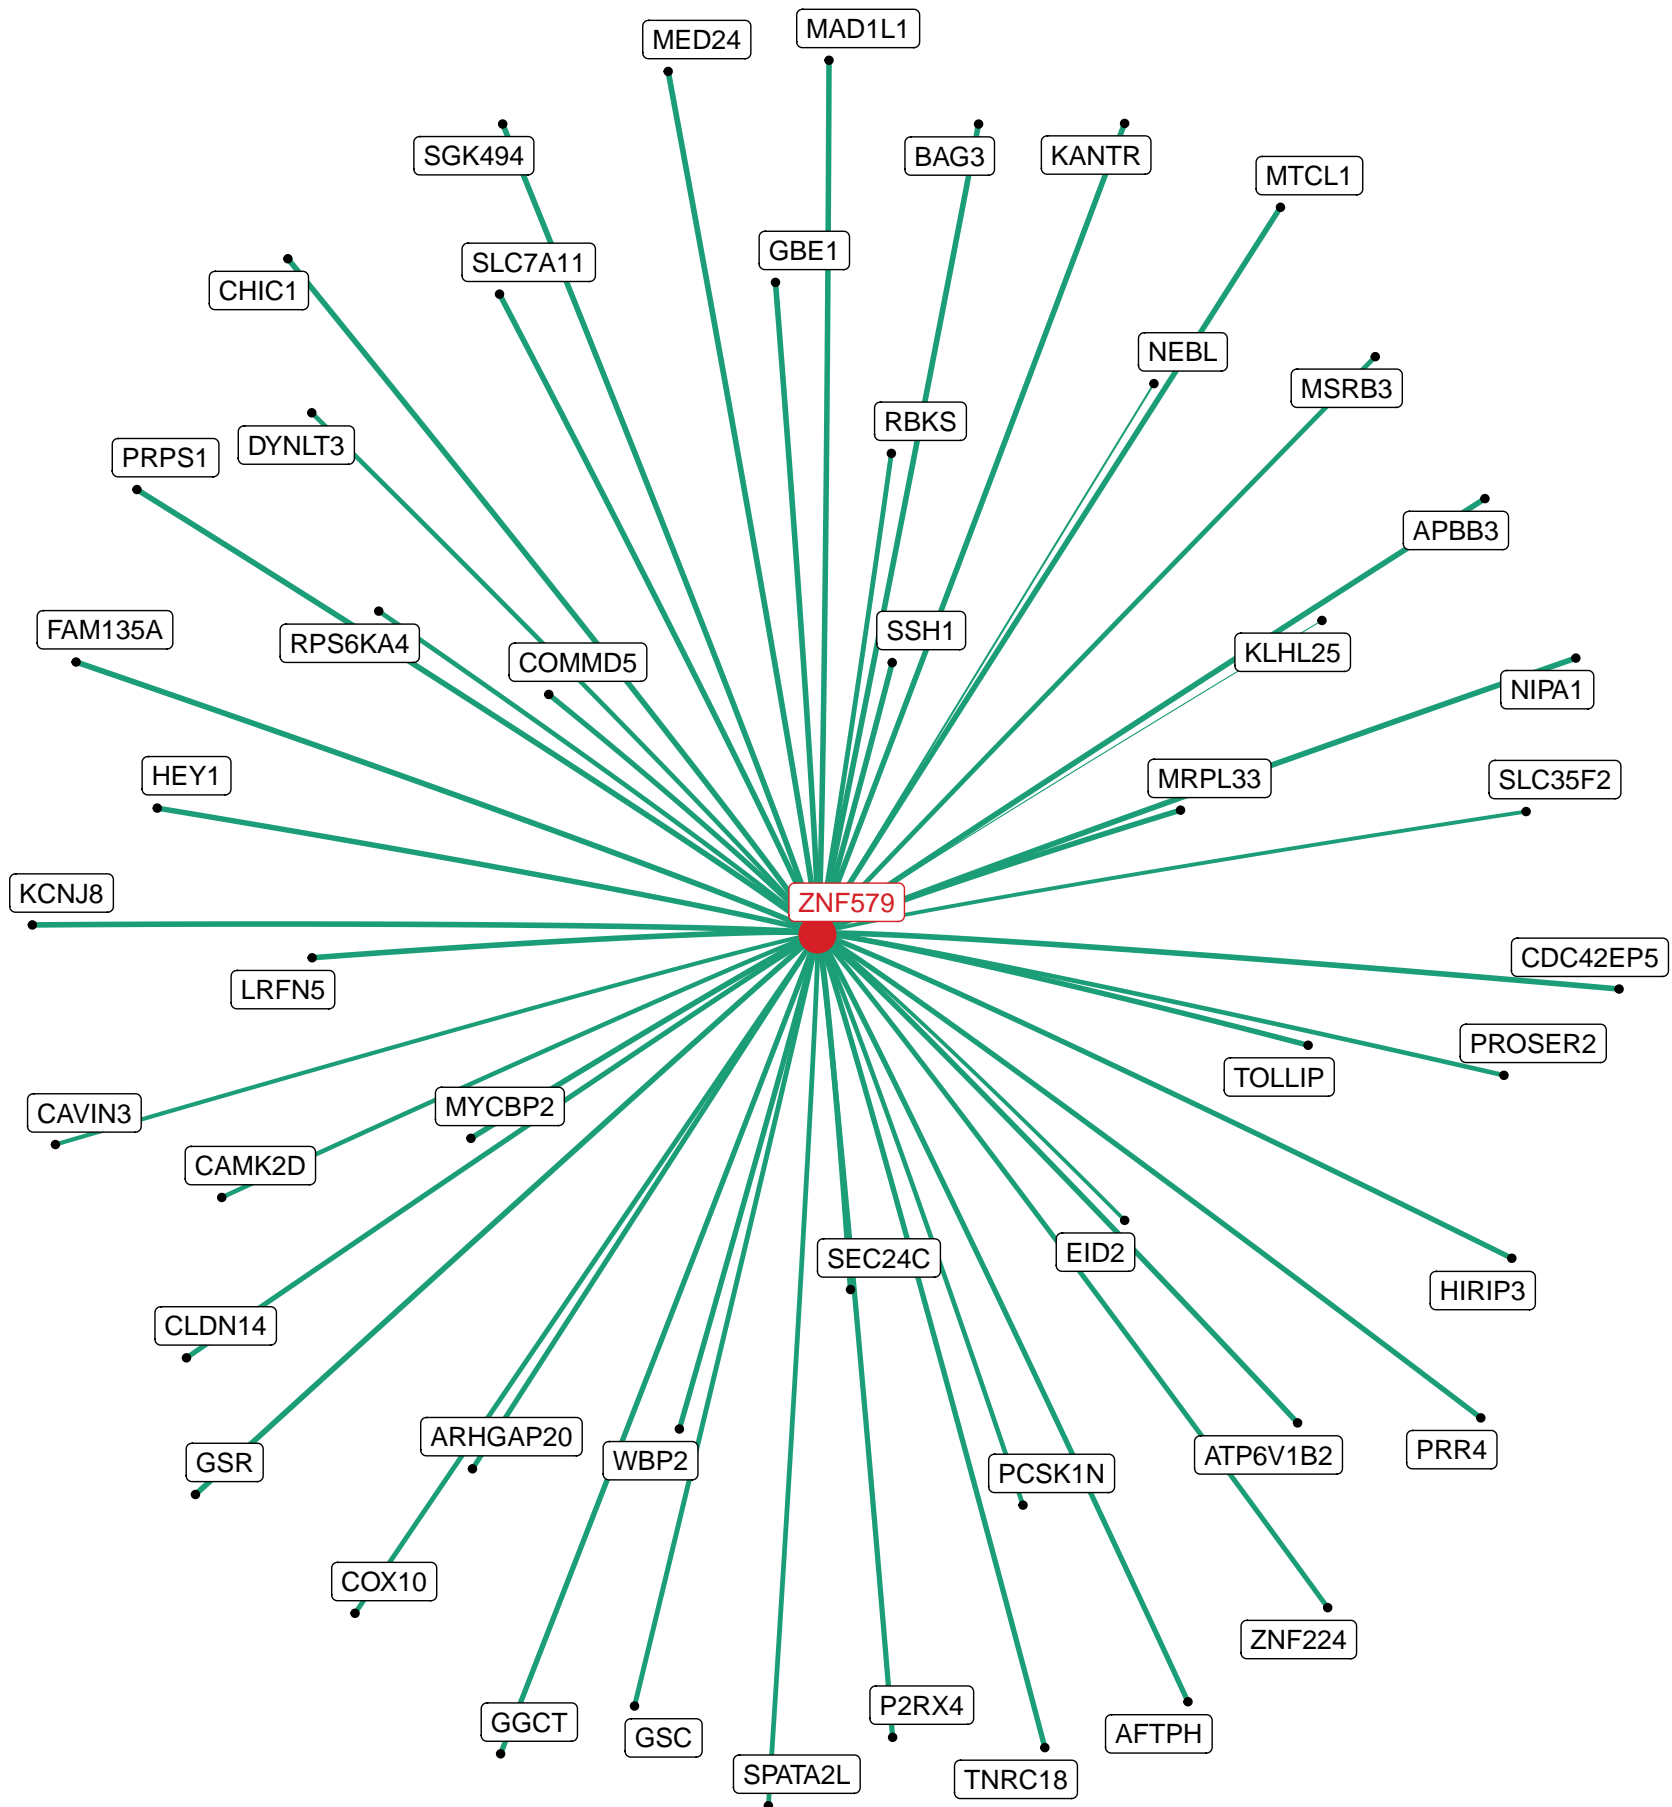 MAD1L1
MED24
SGK494
BAG3
KANTR
MTCL1
GBE1
SLC7A11
CHIC1
NEBL
MSRB3
RBKS
DYNLT3
PRPS1
APBB3
FAM135A
SSH1
RPS6KA4
KLHL25
COMMD5
NIPA1
HEY1
MRPL33
SLC35F2
KCNJ8
ZNF579
CDC42EP5
LRFN5
PROSER2
TOLLIP
MYCBP2
CAVIN3
CAMK2D
EID2
SEC24C
HIRIP3
CLDN14
ARHGAP20
PRR4
ATP6V1B2
WBP2
GSR
PCSK1N
COX10
ZNF224
P2RX4
GGCT
AFTPH
GSC
SPATA2L
TNRC18